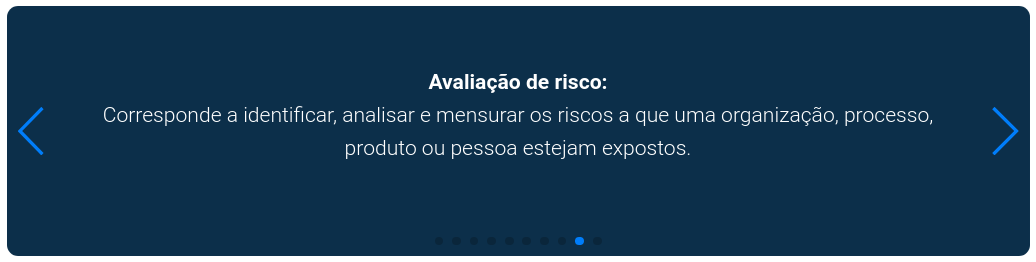 Avaliação de risco:
Corresponde a identificar, analisar e mensurar os riscos a que uma organização, processo,
produto ou pessoa estejam expostos.